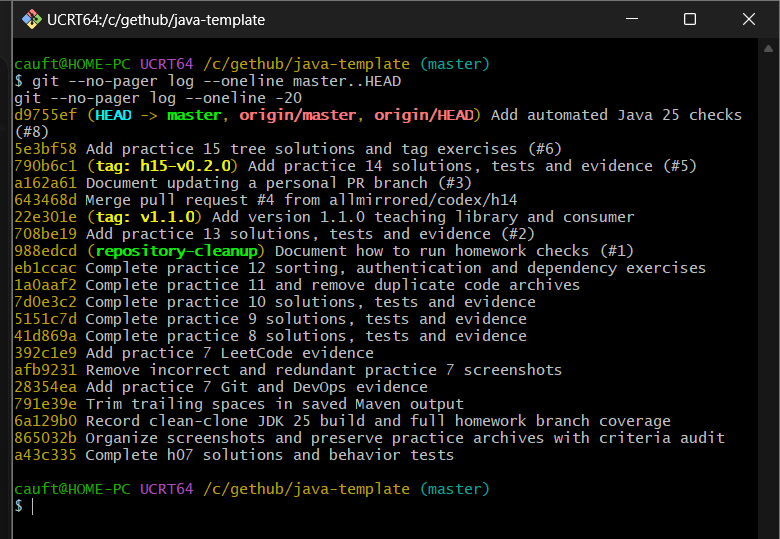 UCRT64:/c/gethub/java-template
cauft@HOME-PC UCRT64 /c/gethub/java-template (master)
$ git --no-pager log --oneline master..HEAD
git --no-pager log --oneline -20
d9755ef (HEAD -> master, origin/master, origin/HEAD) Add automated Java 25 checks
(#8)
5e3bf58 Add practice 15 tree solutions and tag exercises (#6)
790b6c1 (tag: h15-v0.2.0) Add practice 14 solutions, tests and evidence (#5)
a162a61 Document updating a personal PR branch (#3)
643468d Merge pull request #4 from allmirrored/codex/h14
22e301e (tag: v1.1.0) Add version 1.1.0 teaching library and consumer
708be19 Add practice 13 solutions, tests and evidence (#2)
988edcd (repository-cleanup) Document how to run homework checks (#1)
eb1ccac Complete practice 12 sorting, authentication and dependency exercises
1a0aaf2 Complete practice 11 and remove duplicate code archives
7d0e3c2 Complete practice 10 solutions, tests and evidence
5151c7d Complete practice 9 solutions, tests and evidence
41d869a Complete practice 8 solutions, tests and evidence
392c1e9 Add practice 7 LeetCode evidence
afb9231 Remove incorrect and redundant practice 7 screenshots
28354ea Add practice 7 Git and DevOps evidence
791e39e Trim trailing spaces in saved Maven output
6a129b0 Record clean-clone JDK 25 build and full homework branch coverage
865032b Organize screenshots and preserve practice archives with criteria audit
a43c335 Complete h07 solutions and behavior tests
cauft@HOME-PC UCRT64 /c/gethub/java-template (master)
$